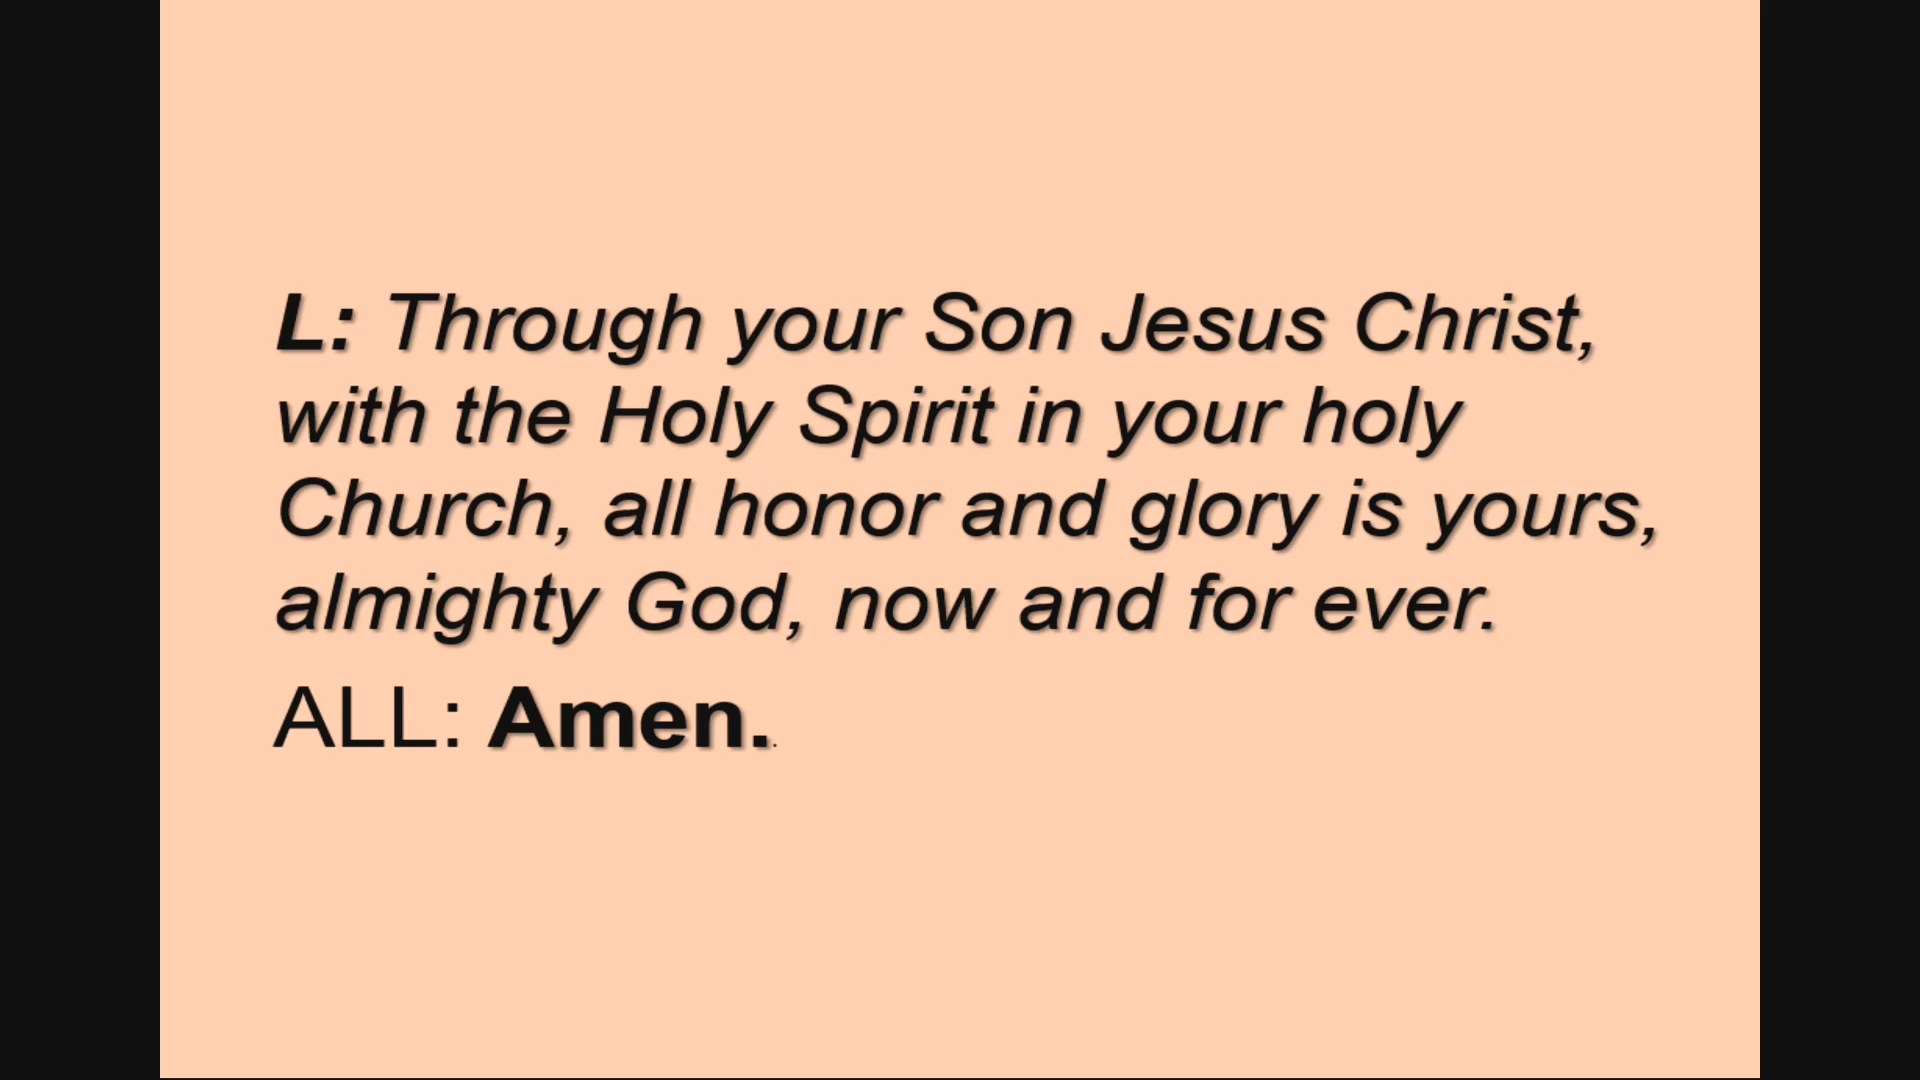 L: Through your Son Jesus Christ,
with the Holy Spirit in your holy
Church, all honor and glory is yours,
almighty God, now and for ever.
ALL: Amen..